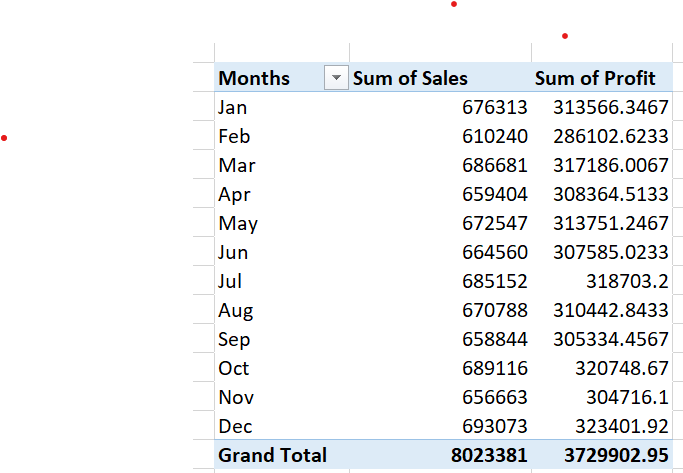 Months Sum of Sales Sum of Profit
Jan 676313 313566.3467
Feb 610240 286102.6233
Mar 686681 317186.0067
Apr 659404 308364.5133
May 672547 313751.2467
Jun 664560 307585.0233
Jul 685152 318703.2
Aug 670788 310442.8433
Sep 658844 305334.4567
Oct 689116 320748.67
Nov 656663 304716.1
Dec 693073 323401.92
Grand Total 8023381 3729902.95